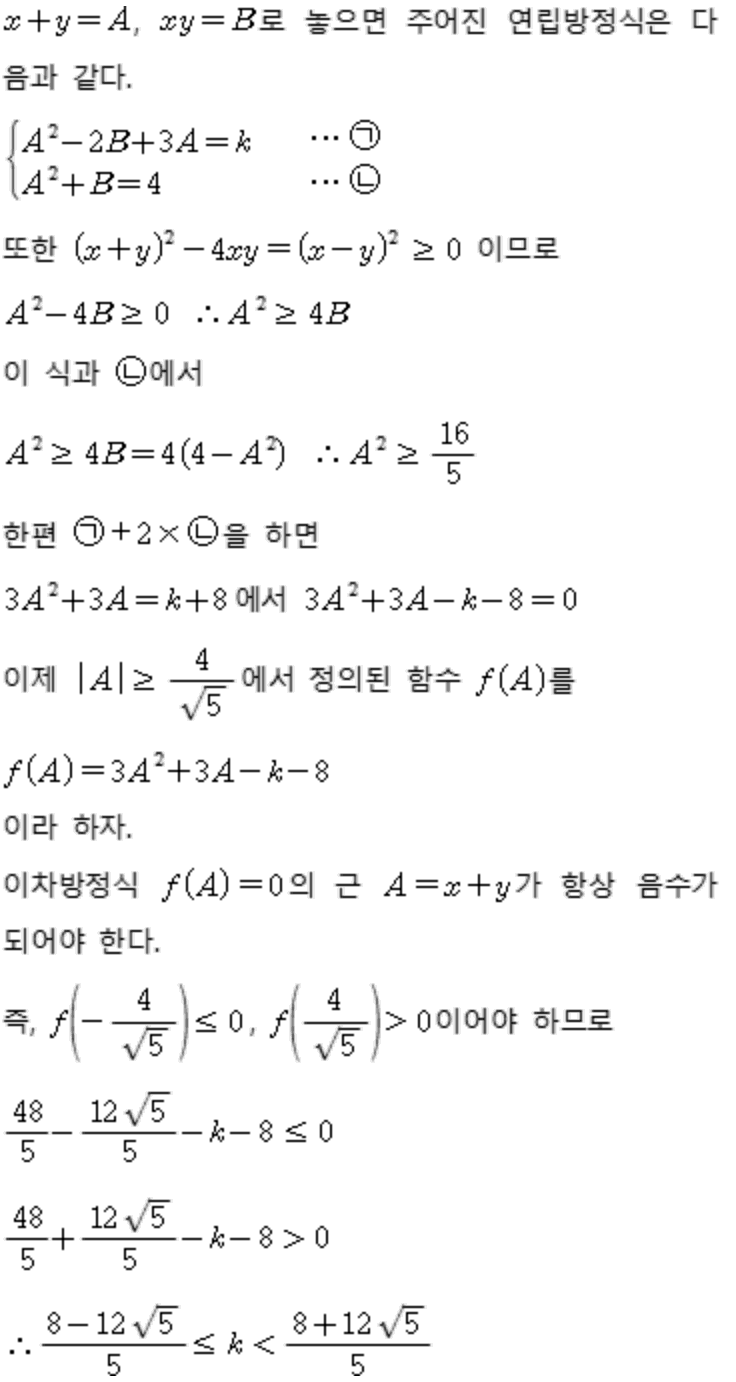 x+y=A, xy=B로 놓으면 주어진 연립방정식은 다
음과 같다.
{A²−2B+3A=k ⋯ ㉠
A²+B=4 ⋯ ㉡
또한 (x+y)²−4xy=(x−y)² ≥ 0 이므로
A²−4B ≥ 0 ∴ A² ≥ 4B
이 식과 ㉡에서
A² ≥ 4B=4(4−A²) ∴ A² ≥ 16/5
한편 ㉠+2×㉡을 하면
3A²+3A=k+8에서 3A²+3A−k−8=0
이제 |A| ≥ 4/√5 에서 정의된 함수 f(A)를
f(A)=3A²+3A−k−8
이라 하자.
이차방정식 f(A)=0의 근 A=x+y가 항상 음수가
되어야 한다.
즉, f(−4/√5) ≤ 0, f(4/√5) > 0이어야 하므로
48/5 − 12√5/5 −k−8 ≤ 0
48/5 + 12√5/5 −k−8 > 0
∴ (8−12√5)/5 ≤ k < (8+12√5)/5